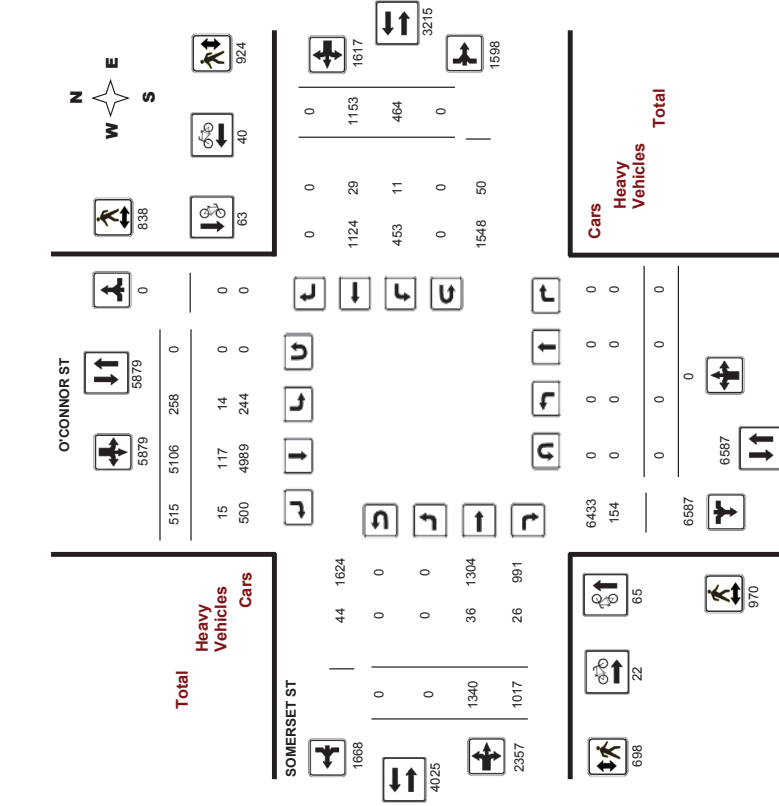 N
W E
S
924
838
40
63
O'CONNOR ST
0
5879
5879
515 5106 258 0 0
15 117 14 0 0
500 4989 244 0 0
Total
Heavy
Vehicles
Cars
3215
1617
1598
0 0 0
1124 29 1153
453 11 464
0 0 0
1548 50
SOMERSET ST
1668 44 1624
0 0 0
0 0 0
1340 36 1304
1017 26 991
4025
2357
Cars
Heavy
Vehicles
Total
6433 0 0 0 0
154 0 0 0 0
0 0 0 0
6587 0
6587
65
22
698
970